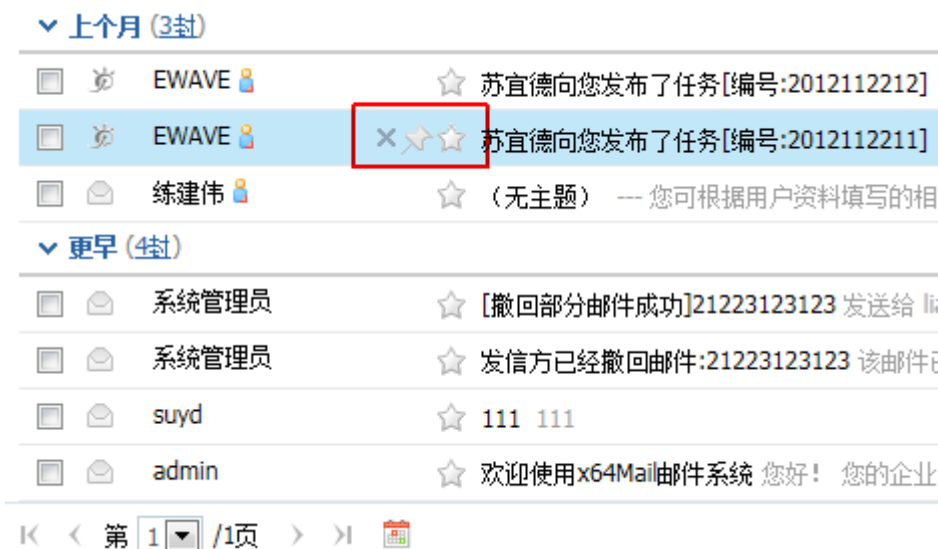 上个月 (3封)
EWAVE 苏宜德向您发布了任务[编号:2012112212]
EWAVE 苏宜德向您发布了任务[编号:2012112211]
练建伟 （无主题） --- 您可根据用户资料填写的相
更早 (4封)
系统管理员 [撤回部分邮件成功]21223123123 发送给 lia
系统管理员 发信方已经撤回邮件:21223123123 该邮件已
suyd 111 111
admin 欢迎使用x64Mail邮件系统 您好! 您的企业
第 1 /1页